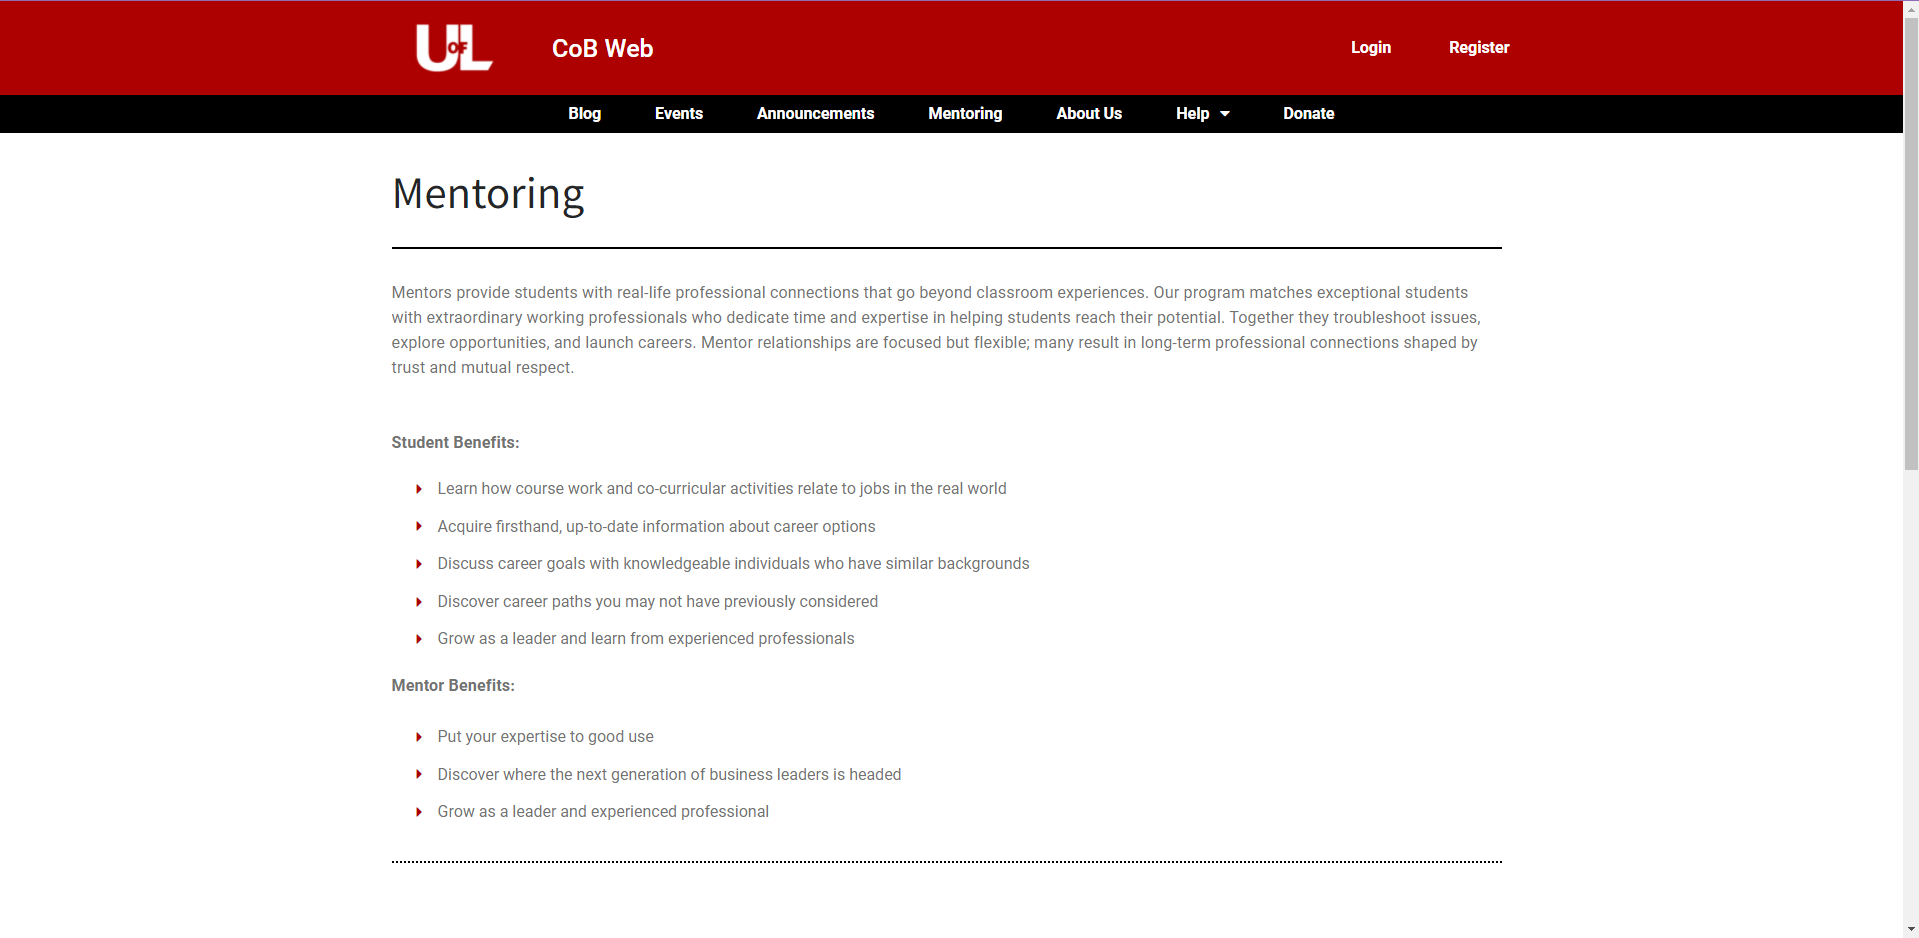 UofL
CoB Web
Login
Register
Blog
Events
Announcements
Mentoring
About Us
Help
Donate
Mentoring
Mentors provide students with real-life professional connections that go beyond classroom experiences. Our program matches exceptional students
with extraordinary working professionals who dedicate time and expertise in helping students reach their potential. Together they troubleshoot issues,
explore opportunities, and launch careers. Mentor relationships are focused but flexible; many result in long-term professional connections shaped by
trust and mutual respect.
Student Benefits:
Learn how course work and co-curricular activities relate to jobs in the real world
Acquire firsthand, up-to-date information about career options
Discuss career goals with knowledgeable individuals who have similar backgrounds
Discover career paths you may not have previously considered
Grow as a leader and learn from experienced professionals
Mentor Benefits:
Put your expertise to good use
Discover where the next generation of business leaders is headed
Grow as a leader and experienced professional